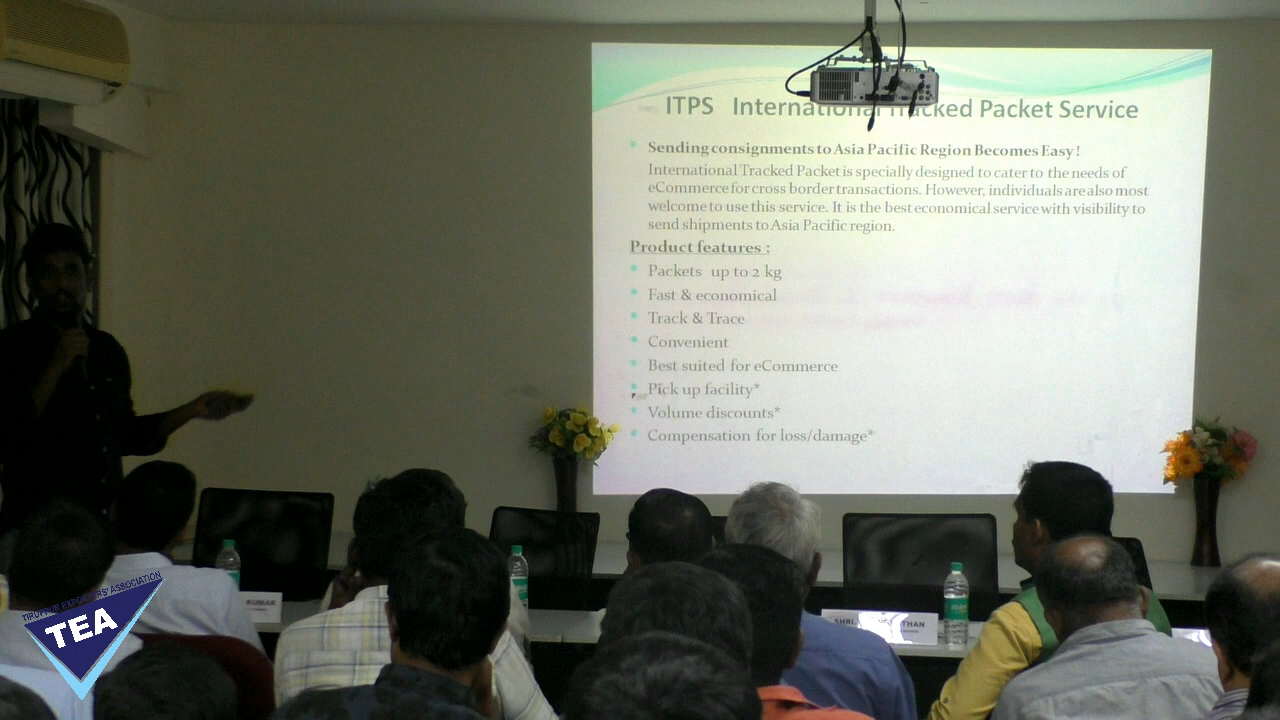 ITPS International Tracked Packet Service
Sending consignments to Asia Pacific Region Becomes Easy!
International Tracked Packet is specially designed to cater to the needs of
eCommerce for cross border transactions. However, individuals are also most
welcome to use this service. It is the best economical service with visibility to
send shipments to Asia Pacific region.
Product features :
Packets up to 2 kg
Fast & economical
Track & Trace
Convenient
Best suited for eCommerce
Pick up facility*
Volume discounts*
Compensation for loss/damage*
KUMAR
SHRI.
TIRUPPUR EXPORTERS' ASSOCIATION
TEA